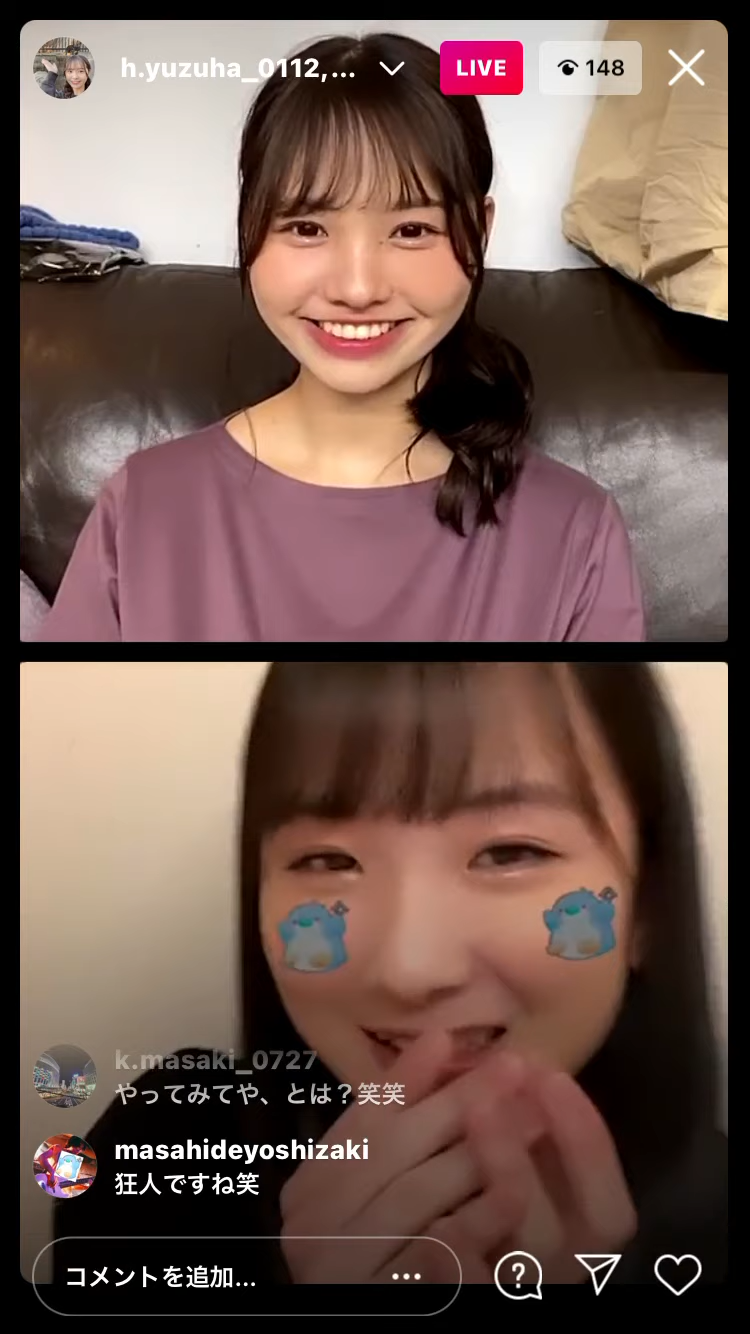 h.yuzuha_0112,...
LIVE
148
k.masaki_0727
やってみてや、とは？笑笑
masahideyoshizaki
狂人ですね笑
コメントを追加...